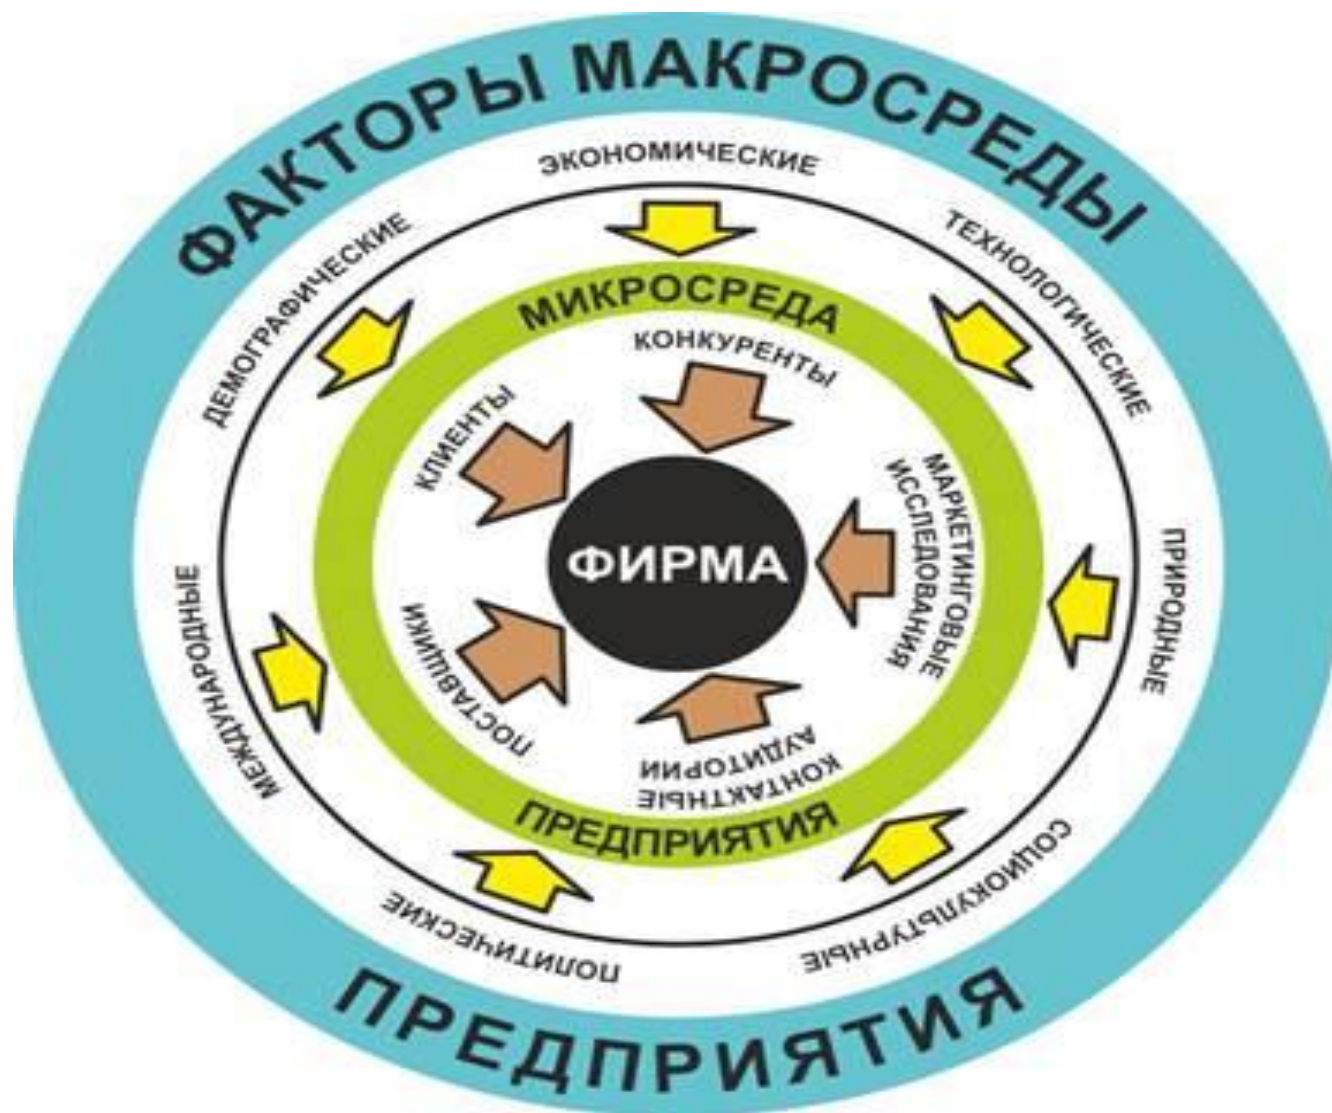 ФАКТОРЫ МАКРОСРЕДЫ
ЭКОНОМИЧЕСКИЕ
ТЕХНОЛОГИЧЕСКИЕ
ПРИРОДНЫЕ
СОЦИОКУЛЬТУРНЫЕ
ПОЛИТИЧЕСКИЕ
МЕЖДУНАРОДНЫЕ
ДЕМОГРАФИЧЕСКИЕ
МИКРОСРЕДА
КОНКУРЕНТЫ
МАРКЕТИНГОВЫЕ
ИССЛЕДОВАНИЯ
КОНТАКТНЫЕ
АУДИТОРИИ
ПОСТАВЩИКИ
КЛИЕНТЫ
ФИРМА
ПРЕДПРИЯТИЯ
ПРЕДПРИЯТИЯ